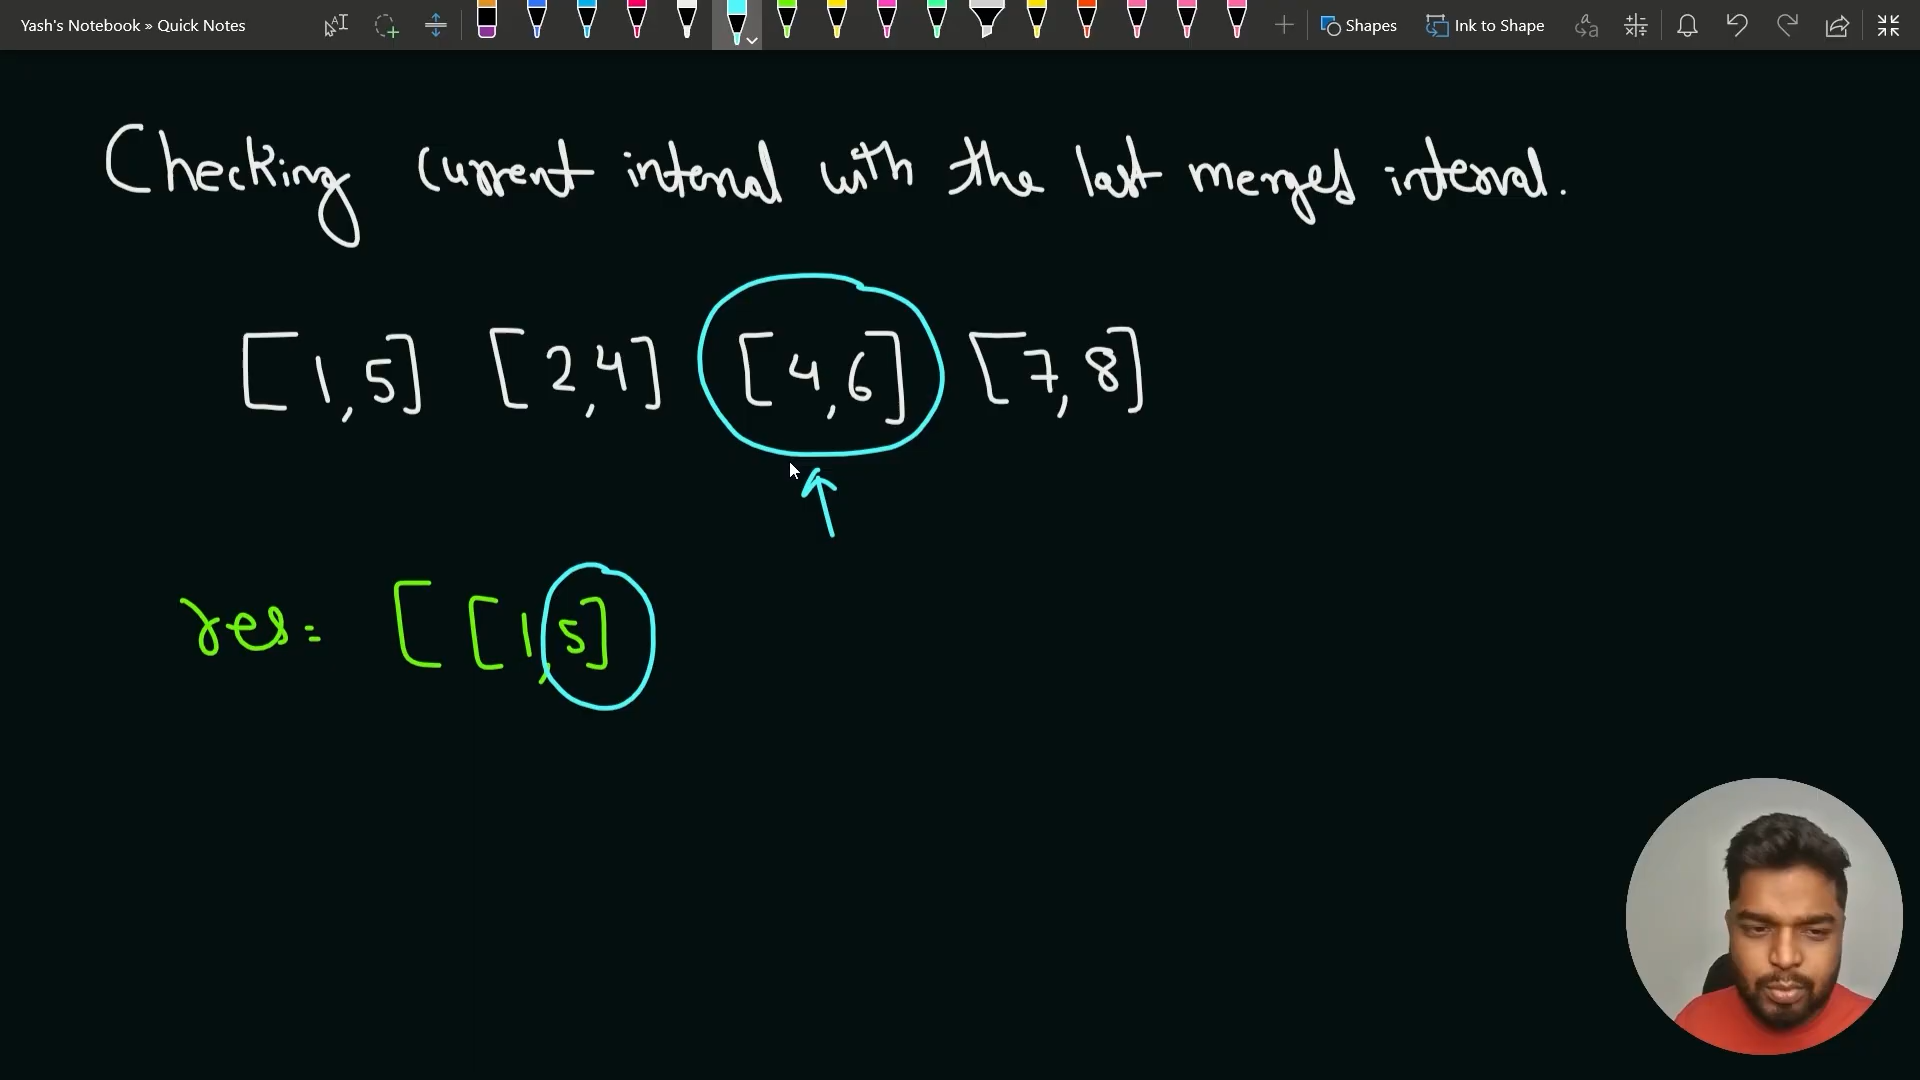 Yash's Notebook » Quick Notes Shapes Ink to Shape
Checking current interval with the last merged interval.
[1,5] [2,4] [4,6] [7,8]
res= [ [1,5]